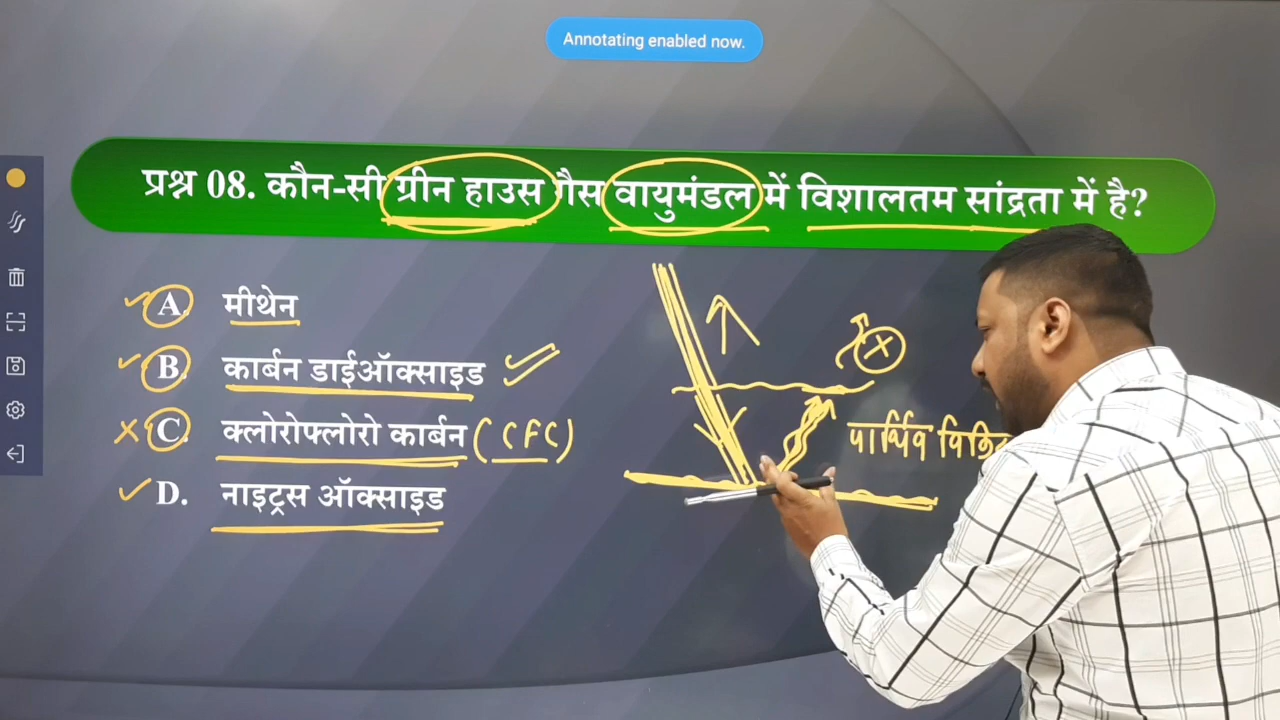 Annotating enabled now.
प्रश्न 08. कौन-सी ग्रीन हाउस गैस वायुमंडल में विशालतम सांद्रता में है?
A. मीथेन
B. कार्बन डाईऑक्साइड
C. क्लोरोफ्लोरो कार्बन (CFC)
D. नाइट्रस ऑक्साइड
पार्थिव